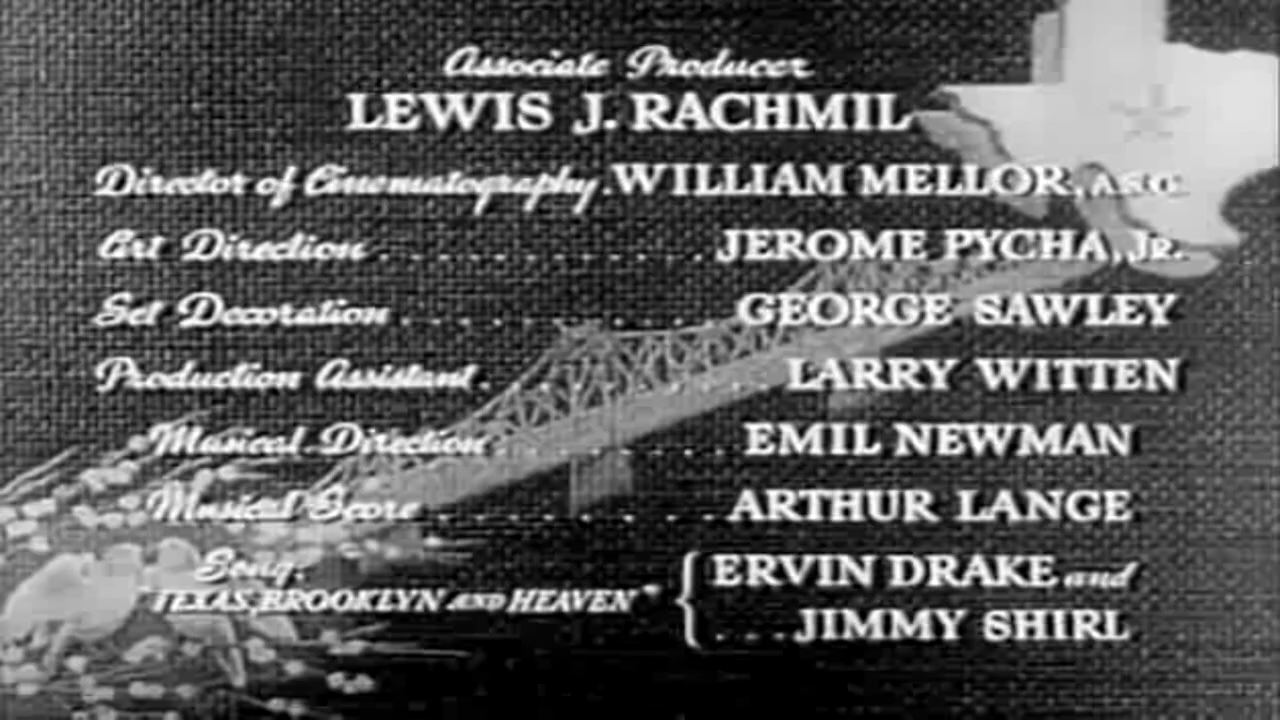 Associate Producer
LEWIS J. RACHMIL
Director of Cinematography. WILLIAM MELLOR, A.S.C.
Art Direction ............ JEROME PYCHA, JR.
Set Decoration ........... GEORGE SAWLEY
Production Assistant. ......... LARRY WITTEN
Musical Direction ......... EMIL NEWMAN
Musical Score .......... ARTHUR LANGE
Song:
"TEXAS, BROOKLYN AND HEAVEN" { ERVIN DRAKE and
....JIMMY SHIRL